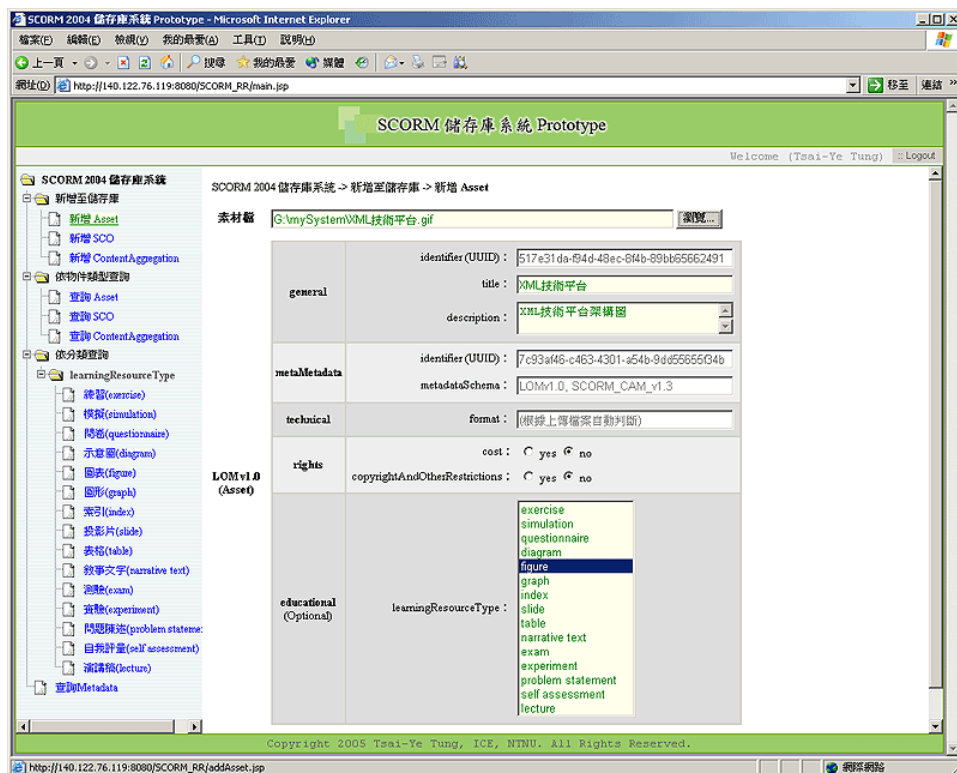 SCORM 2004 儲存庫系統 Prototype - Microsoft Internet Explorer
檔案(F) 編輯(E) 檢視(V) 我的最愛(A) 工具(T) 說明(H)
上一頁 搜尋 我的最愛 媒體
網址(D) http://140.122.76.119:8080/SCORM_RR/main.jsp 移至 連結 »
SCORM 儲存庫系統 Prototype
Welcome (Tsai-Ye Tung) :: Logout
SCORM 2004 儲存庫系統
新增至儲存庫
新增 Asset
新增 SCO
新增 ContentAggregation
依物件類型查詢
查詢 Asset
查詢 SCO
查詢 ContentAggregation
依分類查詢
learningResourceType
練習(exercise)
模擬(simulation)
問卷(questionnaire)
示意圖(diagram)
圖表(figure)
圖形(graph)
索引(index)
投影片(slide)
表格(table)
敘事文字(narrative text)
測驗(exam)
實驗(experiment)
問題陳述(problem stateme
自我評量(self assessment)
演講稿(lecture)
查詢Metadata
SCORM 2004 儲存庫系統 -> 新增至儲存庫 -> 新增 Asset
素材檔 G:\mySystem\XML技術平台.gif 瀏覽...
LOM v1.0
(Asset)
general
identifier (UUID)： 517e31da-f94d-48ec-8f4b-89bb65662491
title： XML技術平台
description： XML技術平台架構圖
metaMetadata
identifier (UUID)： 7c93af46-c463-4301-a54b-9dd55655f34b
metadataSchema： LOMv1.0, SCORM_CAM_v1.3
technical
format： (根據上傳檔案自動判斷)
rights
cost： yes no
copyrightAndOtherRestrictions： yes no
educational
(Optional)
learningResourceType：
exercise
simulation
questionnaire
diagram
figure
graph
index
slide
table
narrative text
exam
experiment
problem statement
self assessment
lecture
Copyright 2005 Tsai-Ye Tung, ICE, NTNU. All Rights Reserved.
http://140.122.76.119:8080/SCORM_RR/addAsset.jsp 網際網路